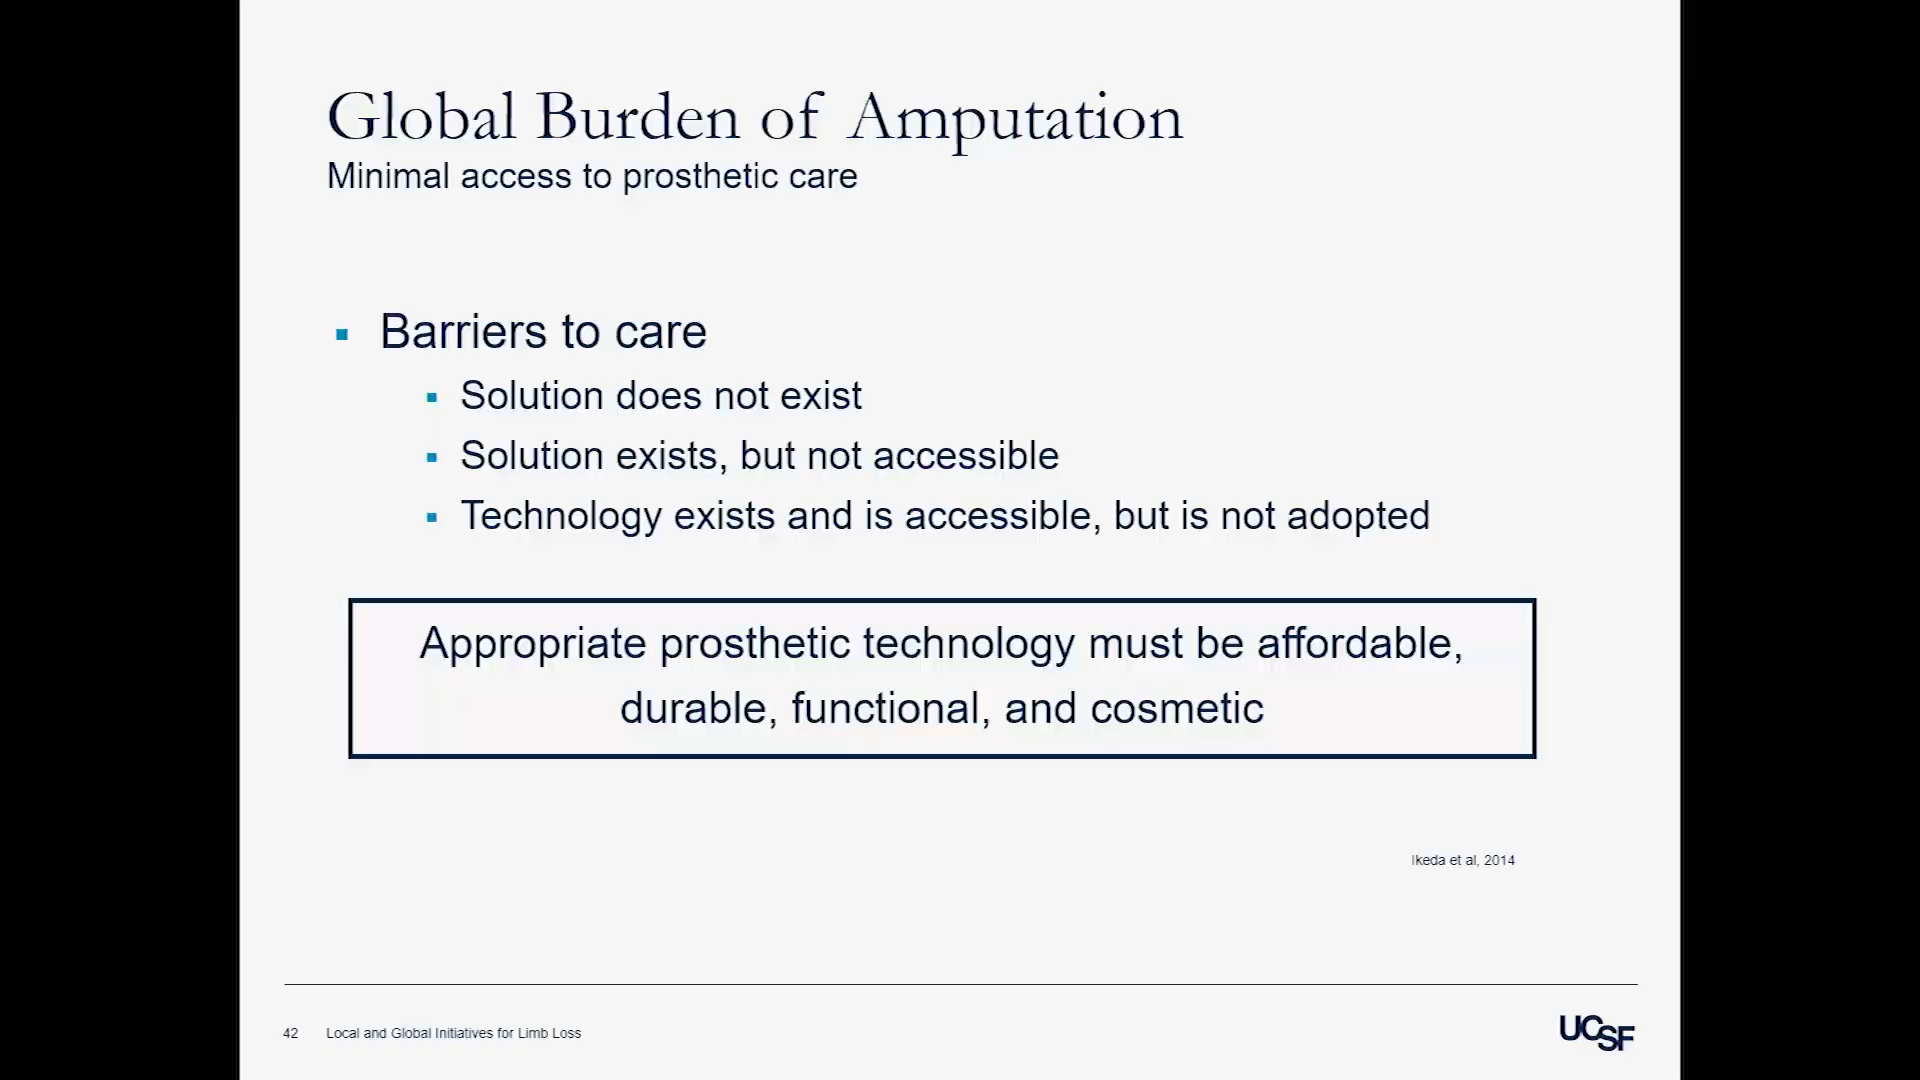 Global Burden of Amputation
Minimal access to prosthetic care
Barriers to care
Solution does not exist
Solution exists, but not accessible
Technology exists and is accessible, but is not adopted
Appropriate prosthetic technology must be affordable,
durable, functional, and cosmetic
Ikeda et al, 2014
42 Local and Global Initiatives for Limb Loss
UCSF